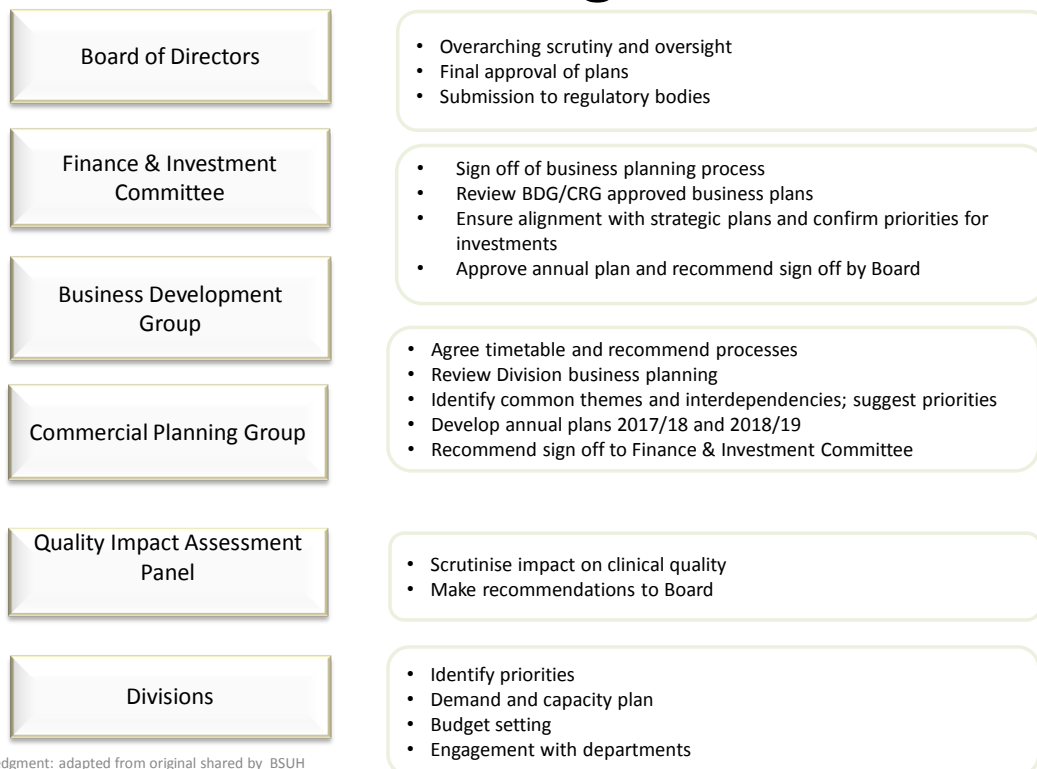 Board of Directors
• Overarching scrutiny and oversight
• Final approval of plans
• Submission to regulatory bodies
Finance & Investment
Committee
• Sign off of business planning process
• Review BDG/CRG approved business plans
• Ensure alignment with strategic plans and confirm priorities for
investments
• Approve annual plan and recommend sign off by Board
Business Development
Group
Commercial Planning Group
• Agree timetable and recommend processes
• Review Division business planning
• Identify common themes and interdependencies; suggest priorities
• Develop annual plans 2017/18 and 2018/19
• Recommend sign off to Finance & Investment Committee
Quality Impact Assessment
Panel
• Scrutinise impact on clinical quality
• Make recommendations to Board
Divisions
• Identify priorities
• Demand and capacity plan
• Budget setting
• Engagement with departments
edgment: adapted from original shared by BSUH